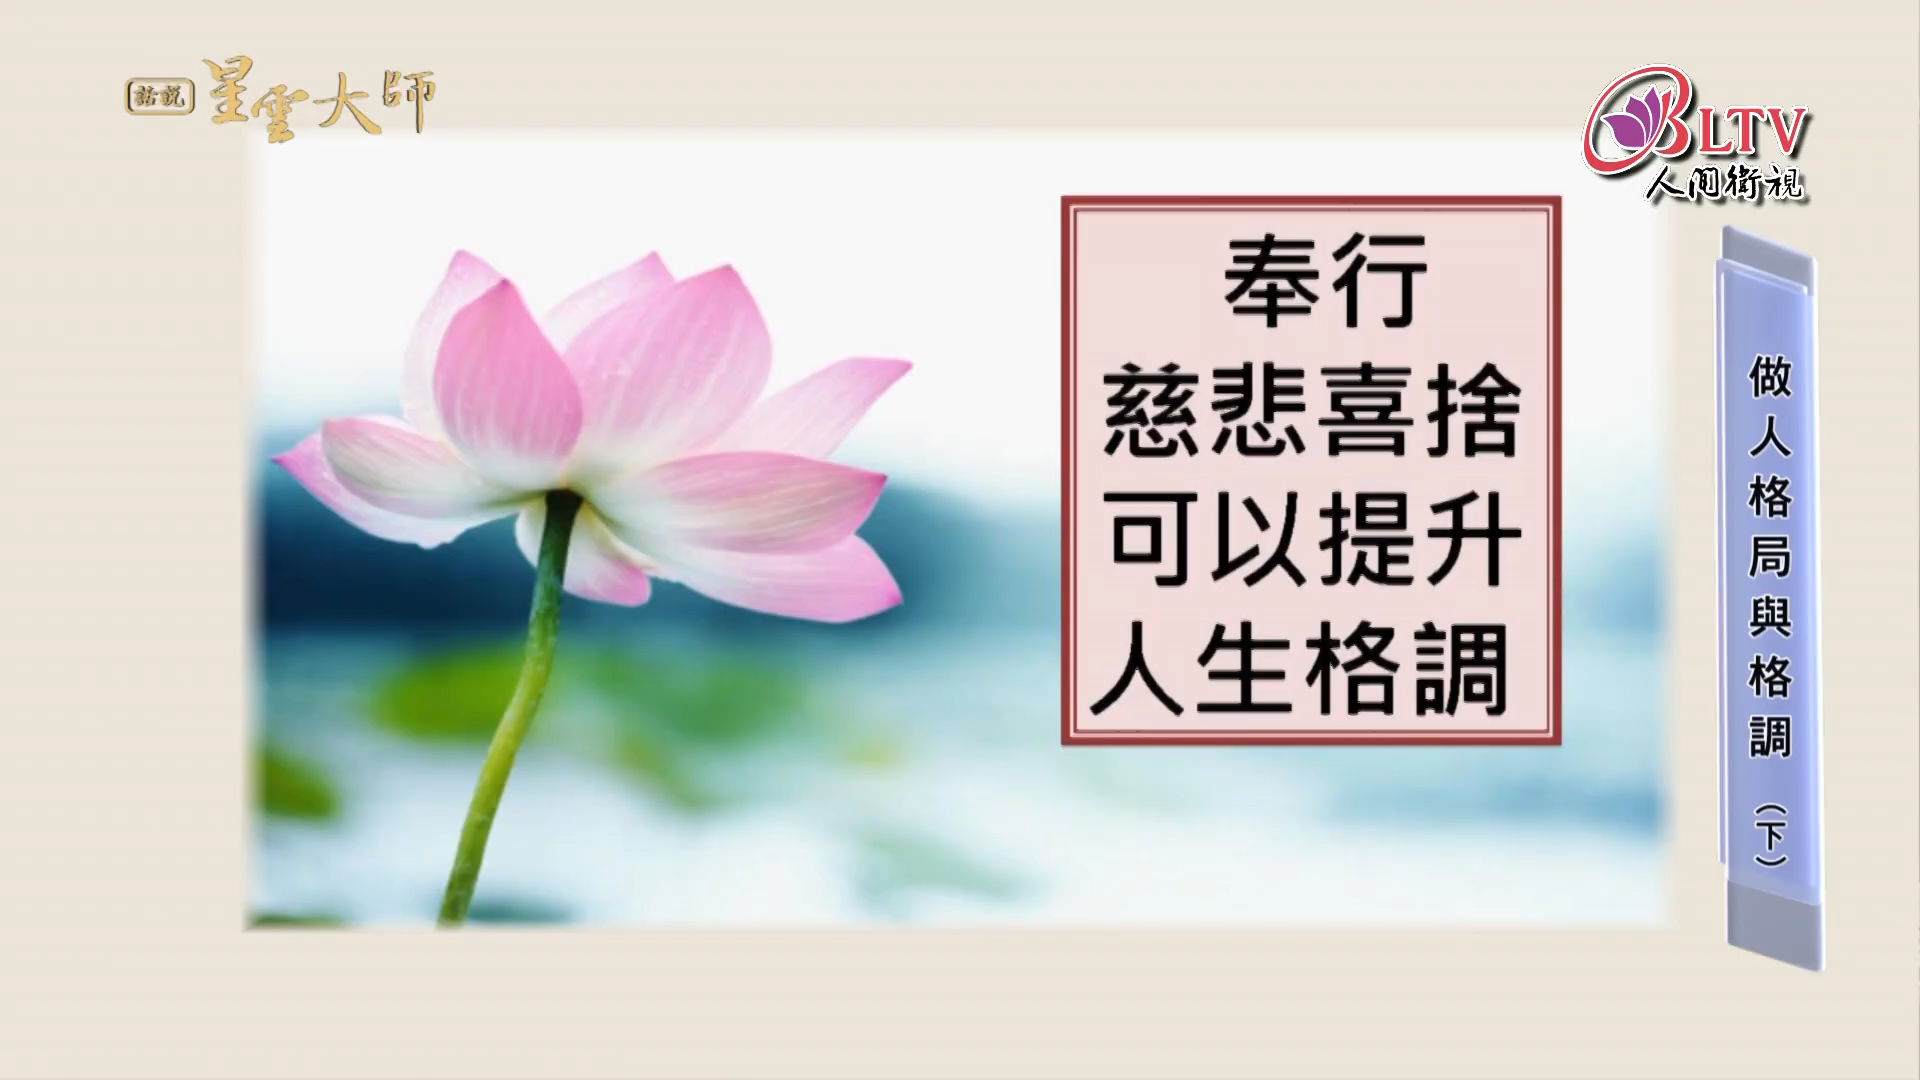 話說 星雲大師
BLTV
人間衛視
奉行
慈悲喜捨
可以提升
人生格調
做人格局與格調（下）